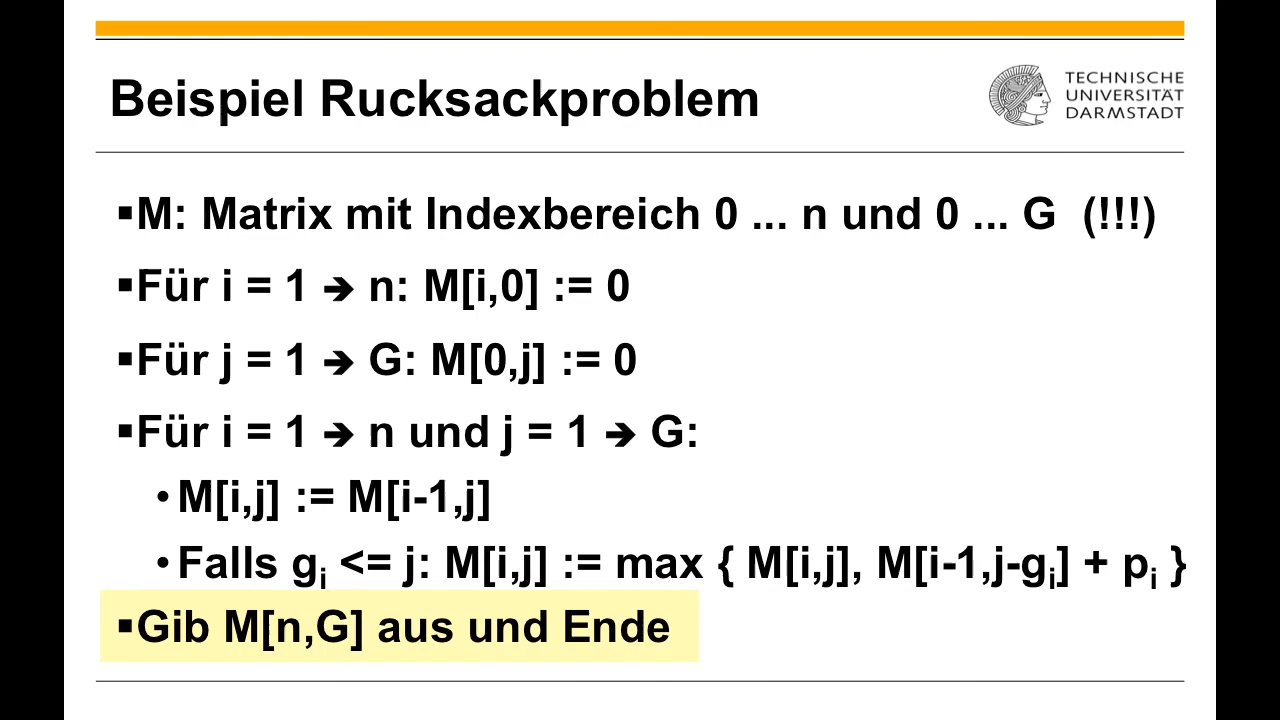 Beispiel Rucksackproblem
TECHNISCHE
UNIVERSITÄT
DARMSTADT
▪M: Matrix mit Indexbereich 0 ... n und 0 ... G (!!!)
▪Für i = 1 ➔ n: M[i,0] := 0
▪Für j = 1 ➔ G: M[0,j] := 0
▪Für i = 1 ➔ n und j = 1 ➔ G:
•M[i,j] := M[i-1,j]
•Falls gᵢ <= j: M[i,j] := max { M[i,j], M[i-1,j-gᵢ] + pᵢ }
▪Gib M[n,G] aus und Ende